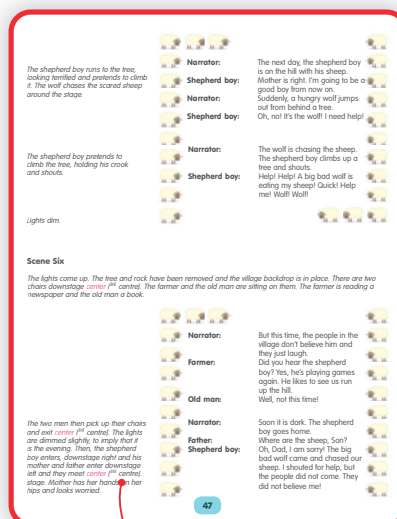 The shepherd boy runs to the tree,
looking terrified and pretends to climb
it. The wolf chases the scared sheep
around the stage.
Narrator: The next day, the shepherd boy
is on the hill with his sheep.
Shepherd boy: Mother is right. I'm going to be a
good boy from now on.
Narrator: Suddenly, a hungry wolf jumps
out from behind a tree.
Shepherd boy: Oh, no! It's the wolf! I need help!
The shepherd boy pretends to
climb the tree, holding his crook
and shouts.
Narrator: The wolf is chasing the sheep.
The shepherd boy climbs up a
tree and shouts.
Shepherd boy: Help! Help! A big bad wolf is
eating my sheep! Quick! Help
me! Wolf! Wolf!
Lights dim.
Scene Six
The lights come up. The tree and rock have been removed and the village backdrop is in place. There are two
chairs downstage center (int centre). The farmer and the old man are sitting on them. The farmer is reading a
newspaper and the old man a book.
Narrator: But this time, the people in the
village don't believe him and
they just laugh.
Farmer: Did you hear the shepherd
boy? Yes, he's playing games
again. He likes to see us run
up the hill.
Old man: Well, not this time!
The two men then pick up their chairs
and exit center (int centre). The lights
are dimmed slightly, to imply that it
is the evening. Then, the shepherd
boy enters, downstage right and his
mother and father enter downstage
left and they meet center (int centre).
stage. Mother has her hands on her
hips and looks worried.
Narrator: Soon it is dark. The shepherd
boy goes home.
Father: Where are the sheep, Son?
Shepherd boy: Oh, Dad, I am sorry! The big
bad wolf came and chased our
sheep. I shouted for help, but
the people did not come. They
did not believe me!
47